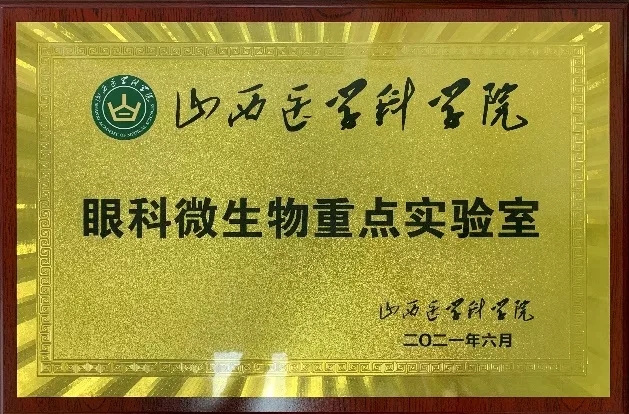 山西医学科学院
眼科微生物重点实验室
山西医学科学院
二〇二一年六月